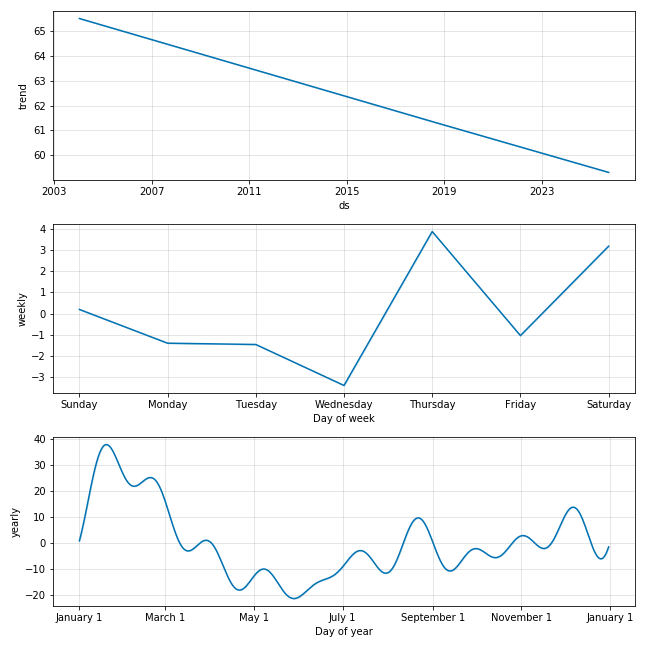 65
64
63
62
61
60
trend
2003 2007 2011 2015 2019 2023
ds
4
3
2
1
0
−1
−2
−3
weekly
Sunday Monday Tuesday Wednesday Thursday Friday Saturday
Day of week
40
30
20
10
0
−10
−20
yearly
January 1 March 1 May 1 July 1 September 1 November 1 January 1
Day of year